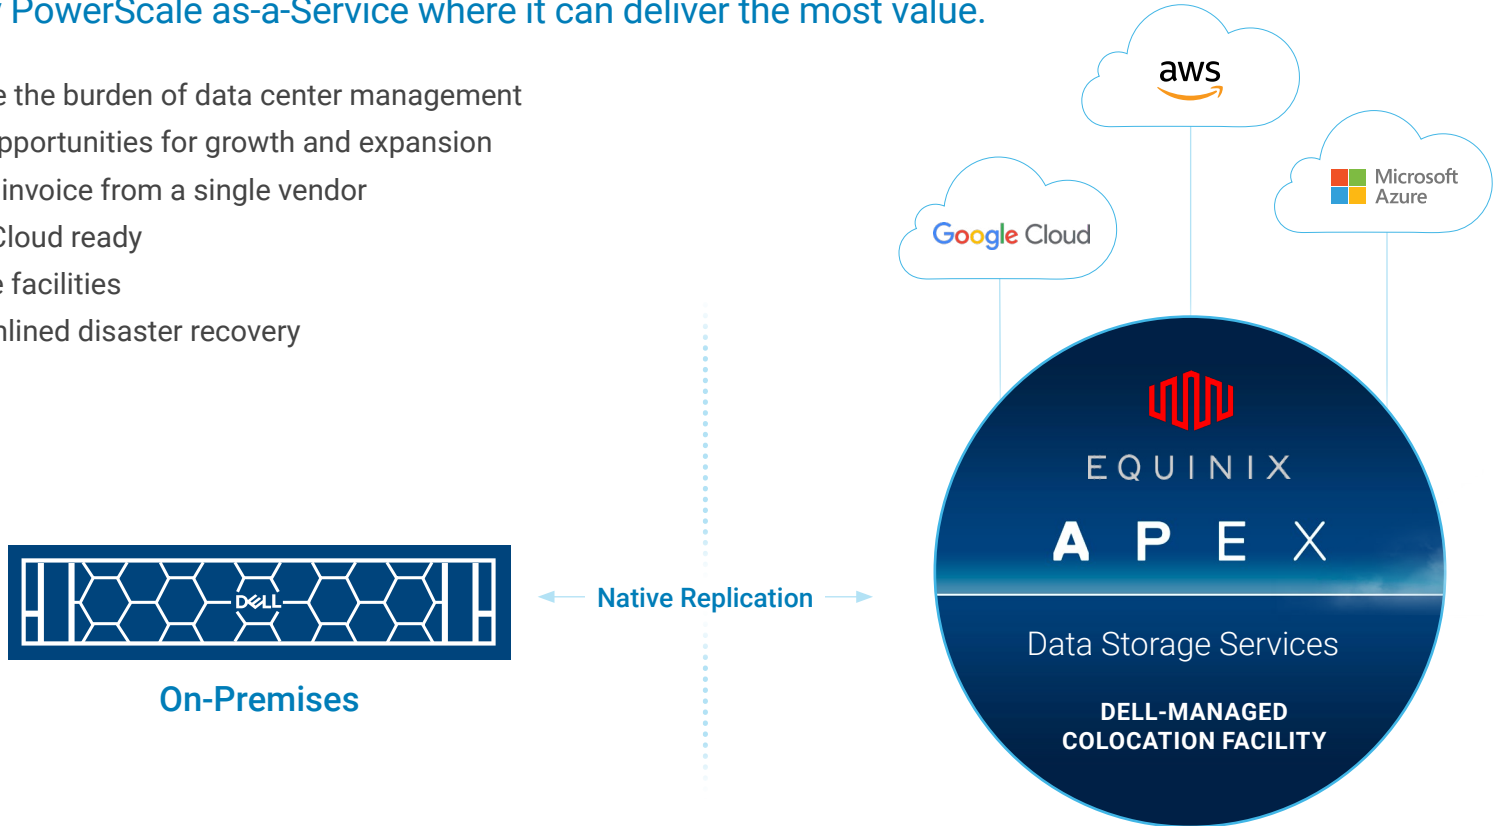 PowerScale as-a-Service where it can deliver the most value.
the burden of data center management
opportunities for growth and expansion
invoice from a single vendor
Cloud ready
facilities
disaster recovery
aws
Microsoft
Azure
Google Cloud
EQUINIX
APEX
DELL
Native Replication
Data Storage Services
On-Premises
DELL-MANAGED
COLOCATION FACILITY